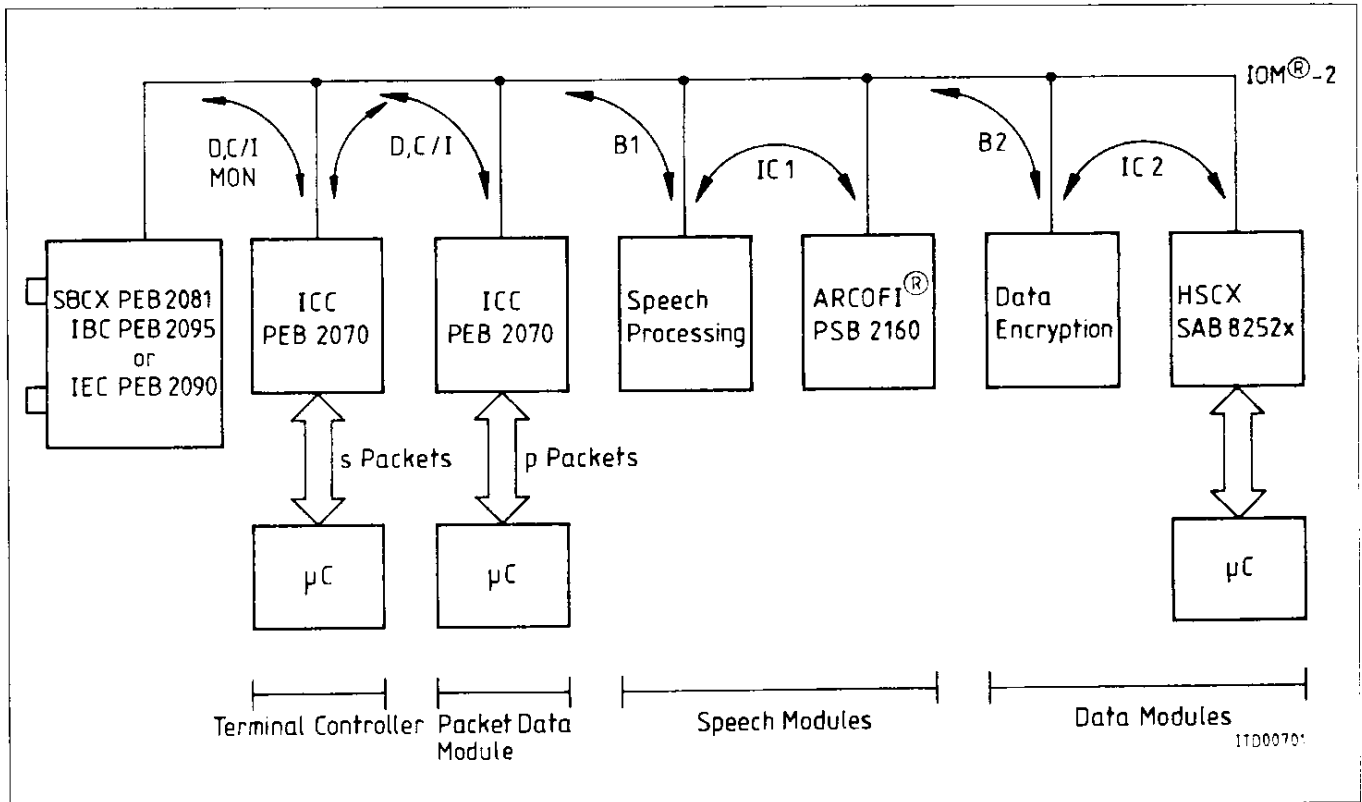 IOM®-2
D,C/I
MON
D,C/I
B1
IC1
B2
IC2
SBCX PEB 2081
IBC PEB 2095
or
IEC PEB 2090
ICC
PEB 2070
ICC
PEB 2070
Speech
Processing
ARCOFI®
PSB 2160
Data
Encryption
HSCX
SAB 8252x
s Packets
p Packets
µC
µC
µC
Terminal Controller
Packet Data
Module
Speech Modules
Data Modules
ITD00701